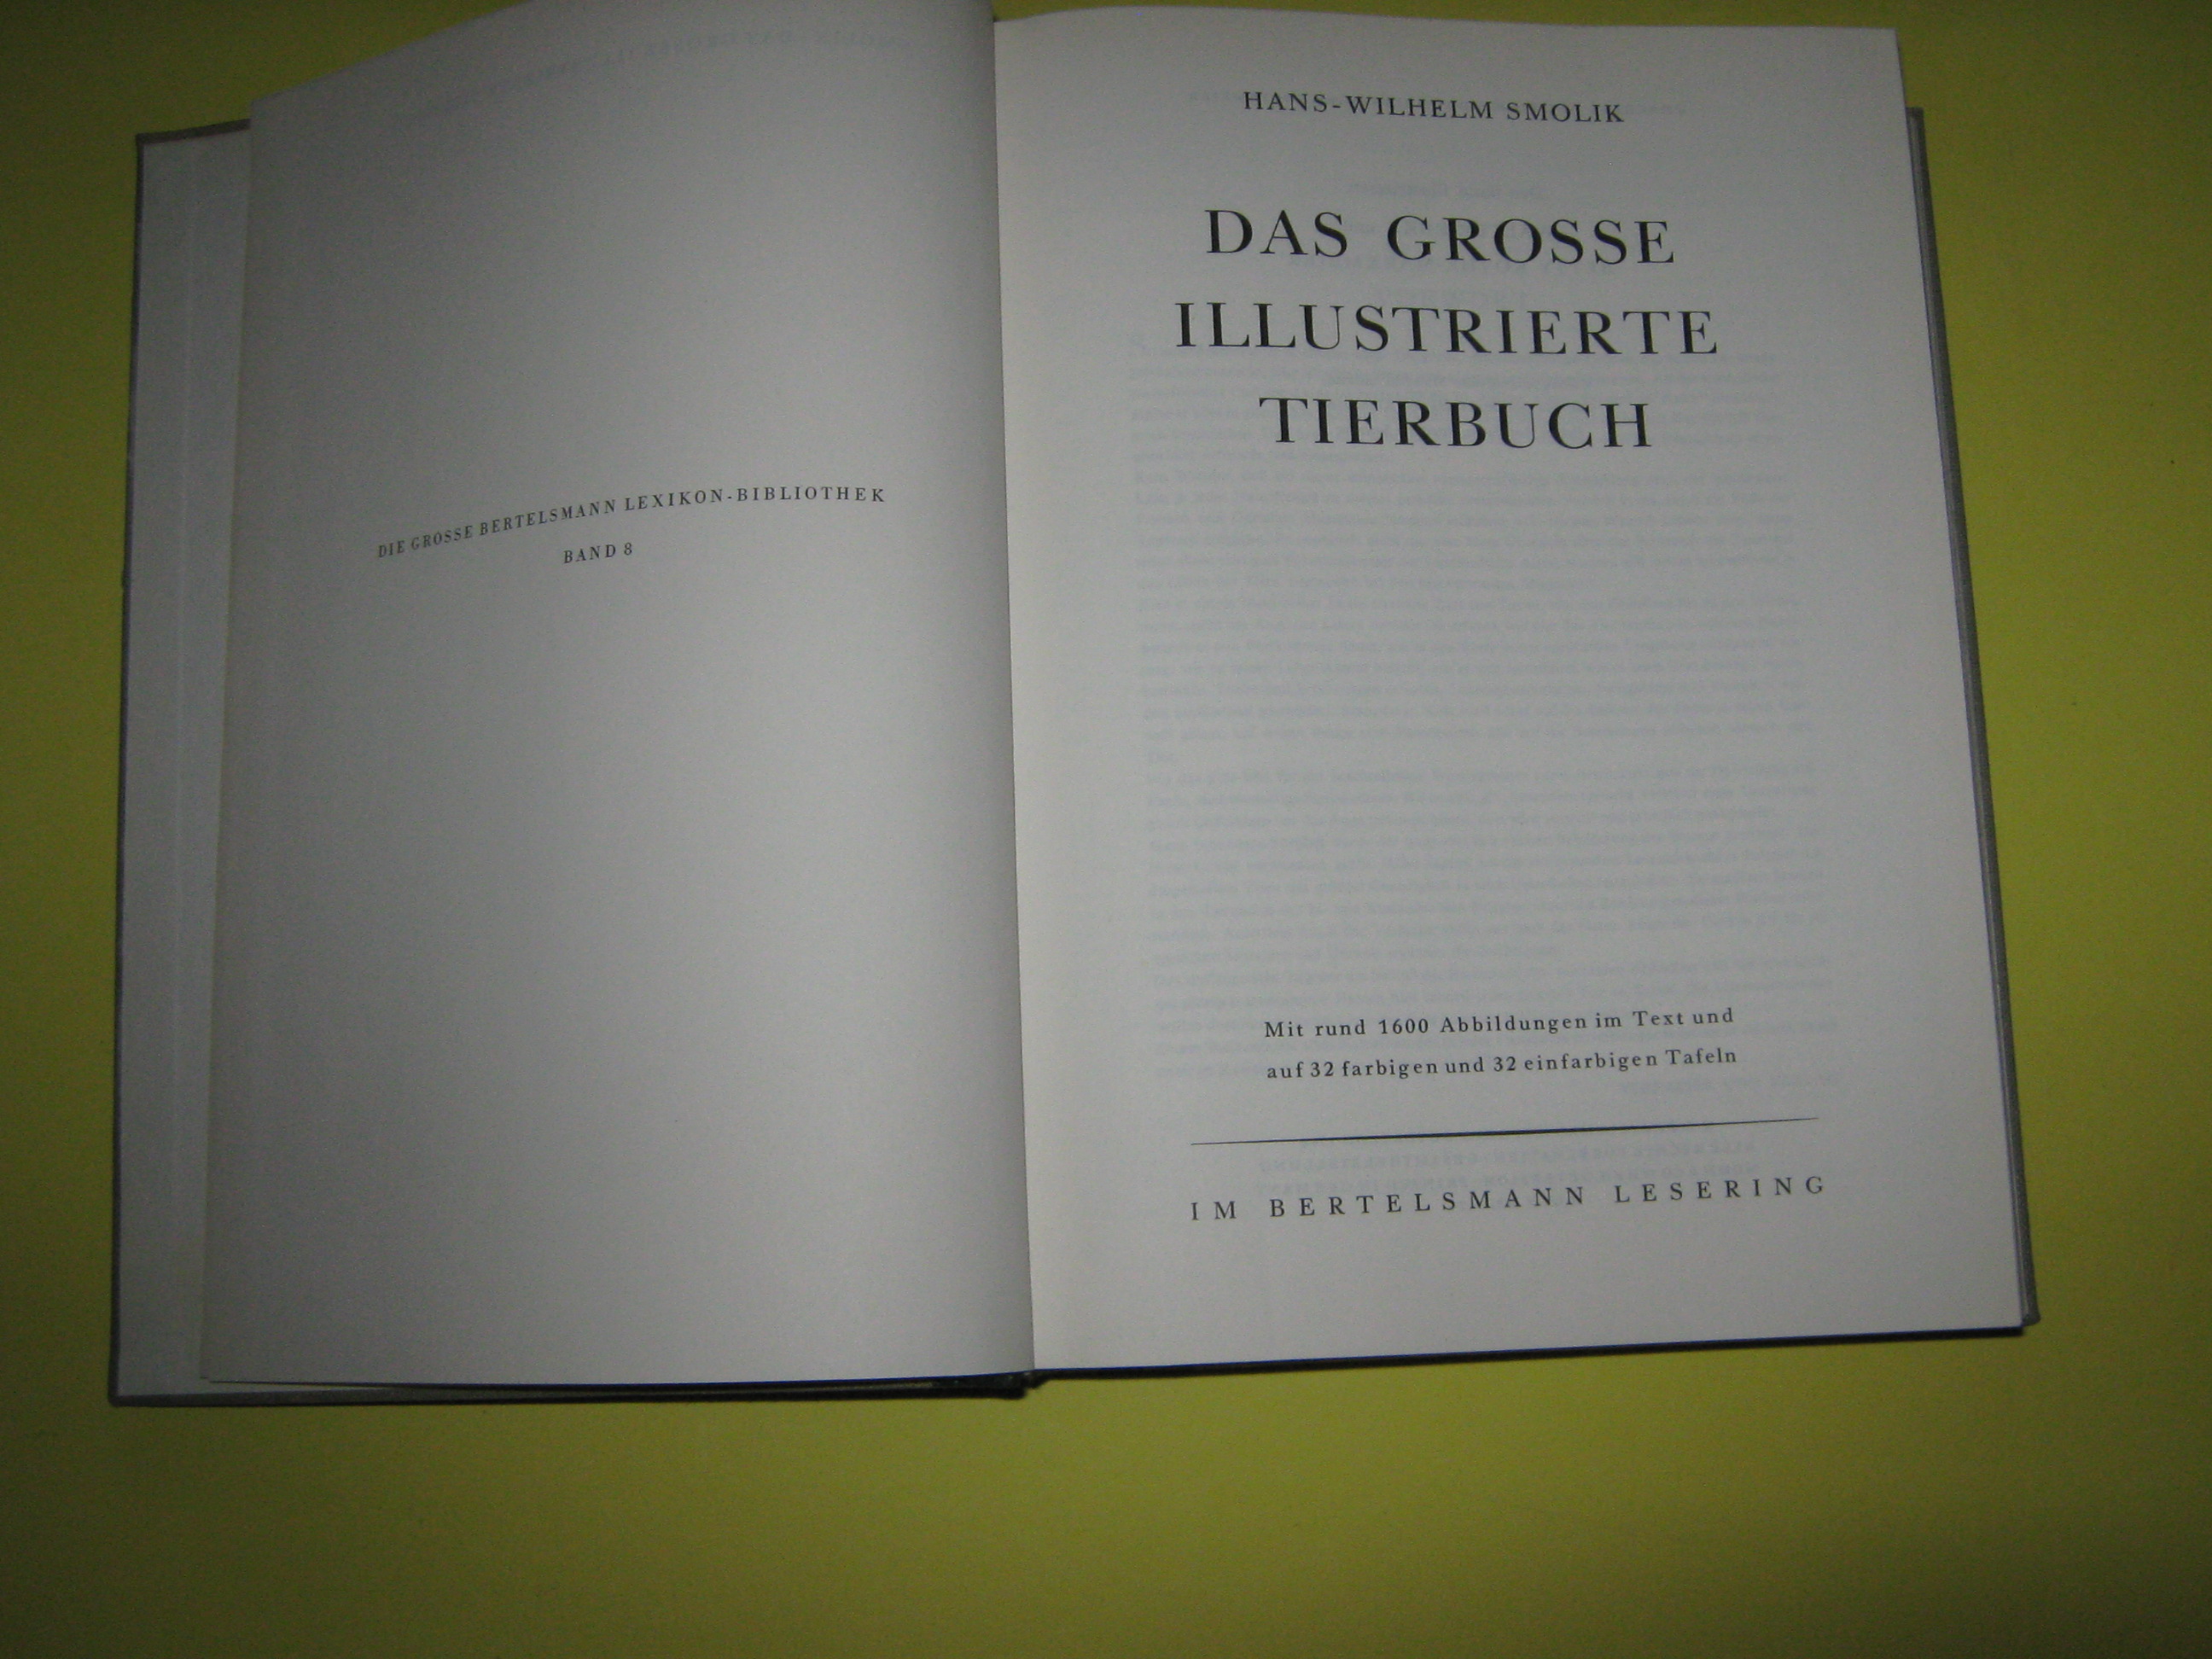 DIE GROSSE BERTELSMANN LEXIKON-BIBLIOTHEK
BAND 8
HANS-WILHELM SMOLIK
DAS GROSSE
ILLUSTRIERTE
TIERBUCH
Mit rund 1600 Abbildungen im Text und
auf 32 farbigen und 32 einfarbigen Tafeln
IM BERTELSMANN LESERING